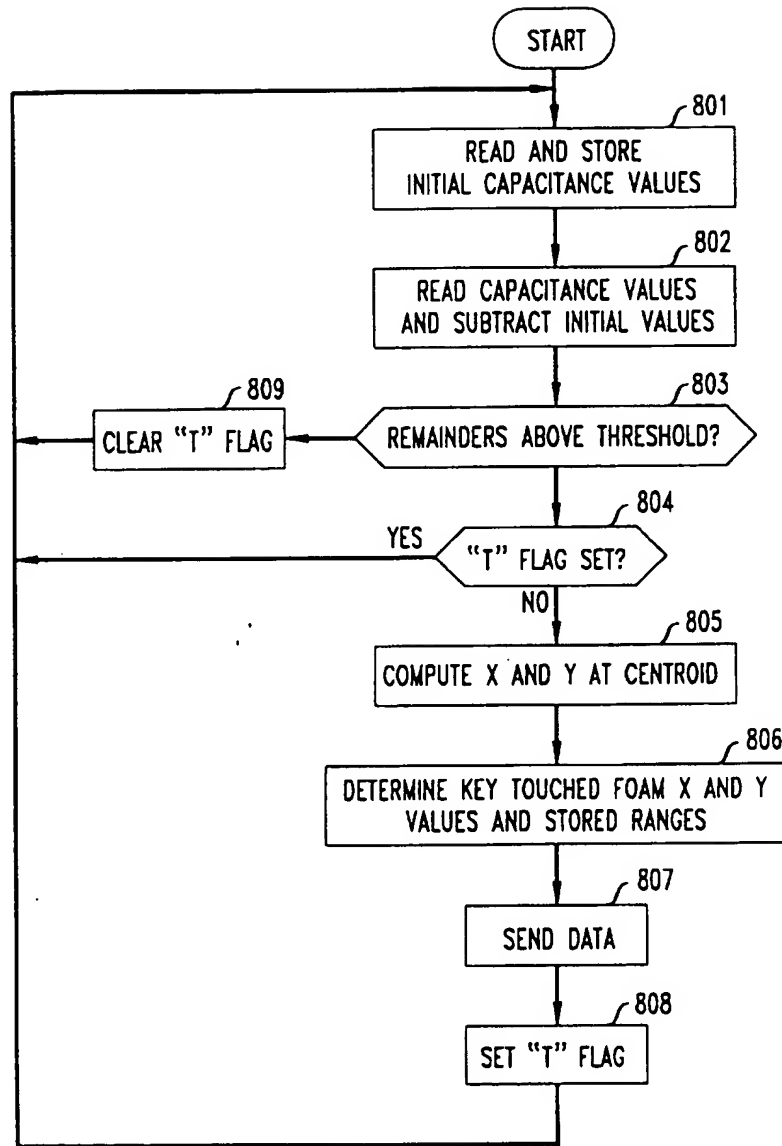 START
801
READ AND STORE
INITIAL CAPACITANCE VALUES
802
READ CAPACITANCE VALUES
AND SUBTRACT INITIAL VALUES
809
CLEAR "T" FLAG
803
REMAINDERS ABOVE THRESHOLD?
804
YES
"T" FLAG SET?
NO
805
COMPUTE X AND Y AT CENTROID
806
DETERMINE KEY TOUCHED FOAM X AND Y
VALUES AND STORED RANGES
807
SEND DATA
808
SET "T" FLAG